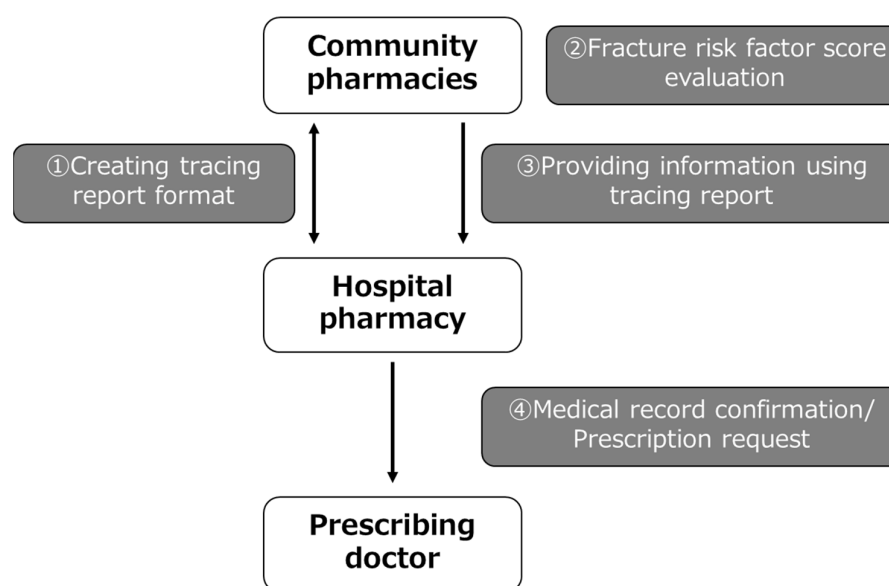 Community
pharmacies
②Fracture risk factor score
evaluation
①Creating tracing
report format
③Providing information using
tracing report
Hospital
pharmacy
④Medical record confirmation/
Prescription request
Prescribing
doctor